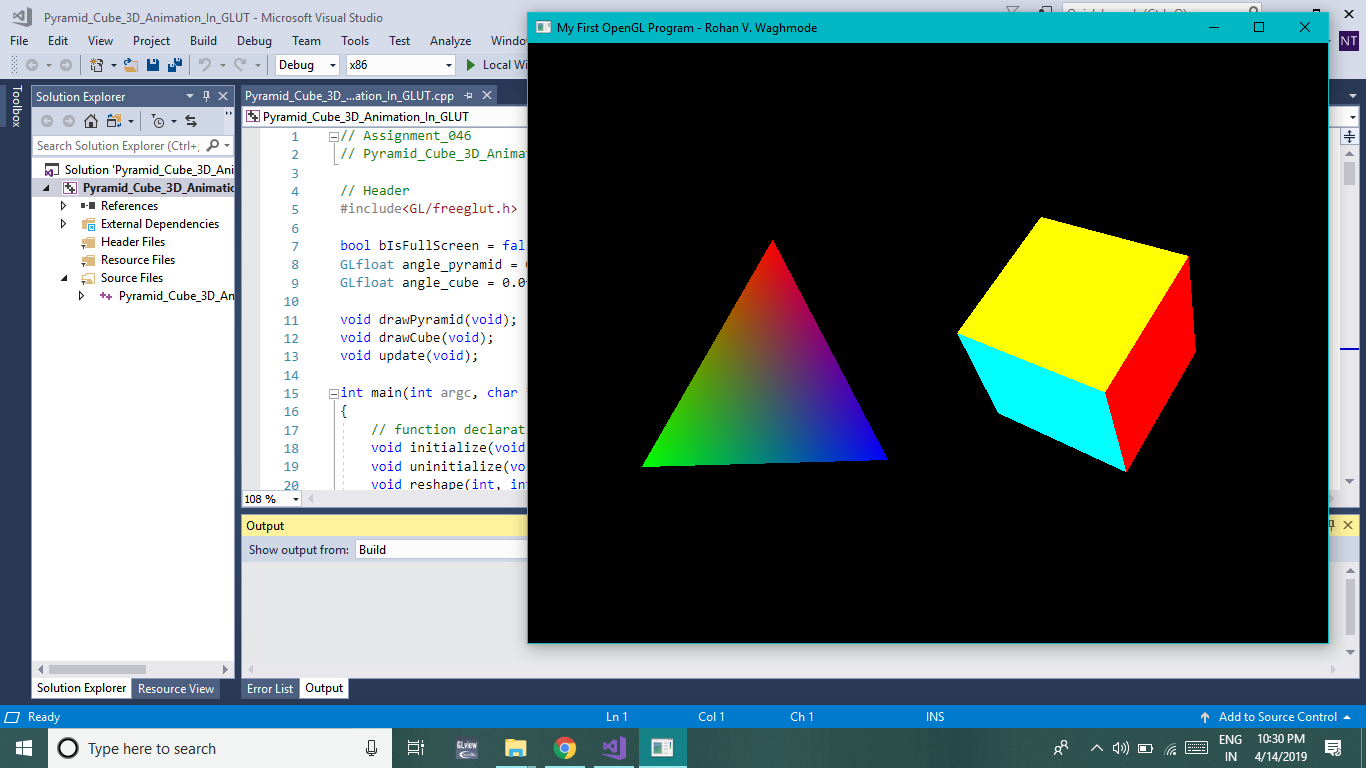 Pyramid_Cube_3D_Animation_In_GLUT - Microsoft Visual Studio
My First OpenGL Program - Rohan V. Waghmode
File Edit View Project Build Debug Team Tools Test Analyze
NT
Debug x86 Local
Toolbox
Solution Explorer
Search Solution Explorer (Ctrl+;
Solution 'Pyramid_Cube_3D_Ani
Pyramid_Cube_3D_Animatic
References
External Dependencies
Header Files
Resource Files
Source Files
Pyramid_Cube_3D_An
Solution Explorer Resource View
Pyramid_Cube_3D_...ation_In_GLUT.cpp
Pyramid_Cube_3D_Animation_In_GLUT
1 // Assignment_046
2 // Pyramid_Cube_3D_Anima
3
4 // Header
5 #include<GL/freeglut.h>
6
7 bool bIsFullScreen = fal
8 GLfloat angle_pyramid =
9 GLfloat angle_cube = 0.0
10
11 void drawPyramid(void);
12 void drawCube(void);
13 void update(void);
14
15 int main(int argc, char
16 {
17 // function declarat
18 void initialize(void
19 void uninitialize(vo
20 void reshape(int, in
108 %
Output
Show output from: Build
Error List Output
Ready Ln 1 Col 1 Ch 1 INS Add to Source Control
Type here to search
GLview
ENG
IN
10:30 PM
4/14/2019